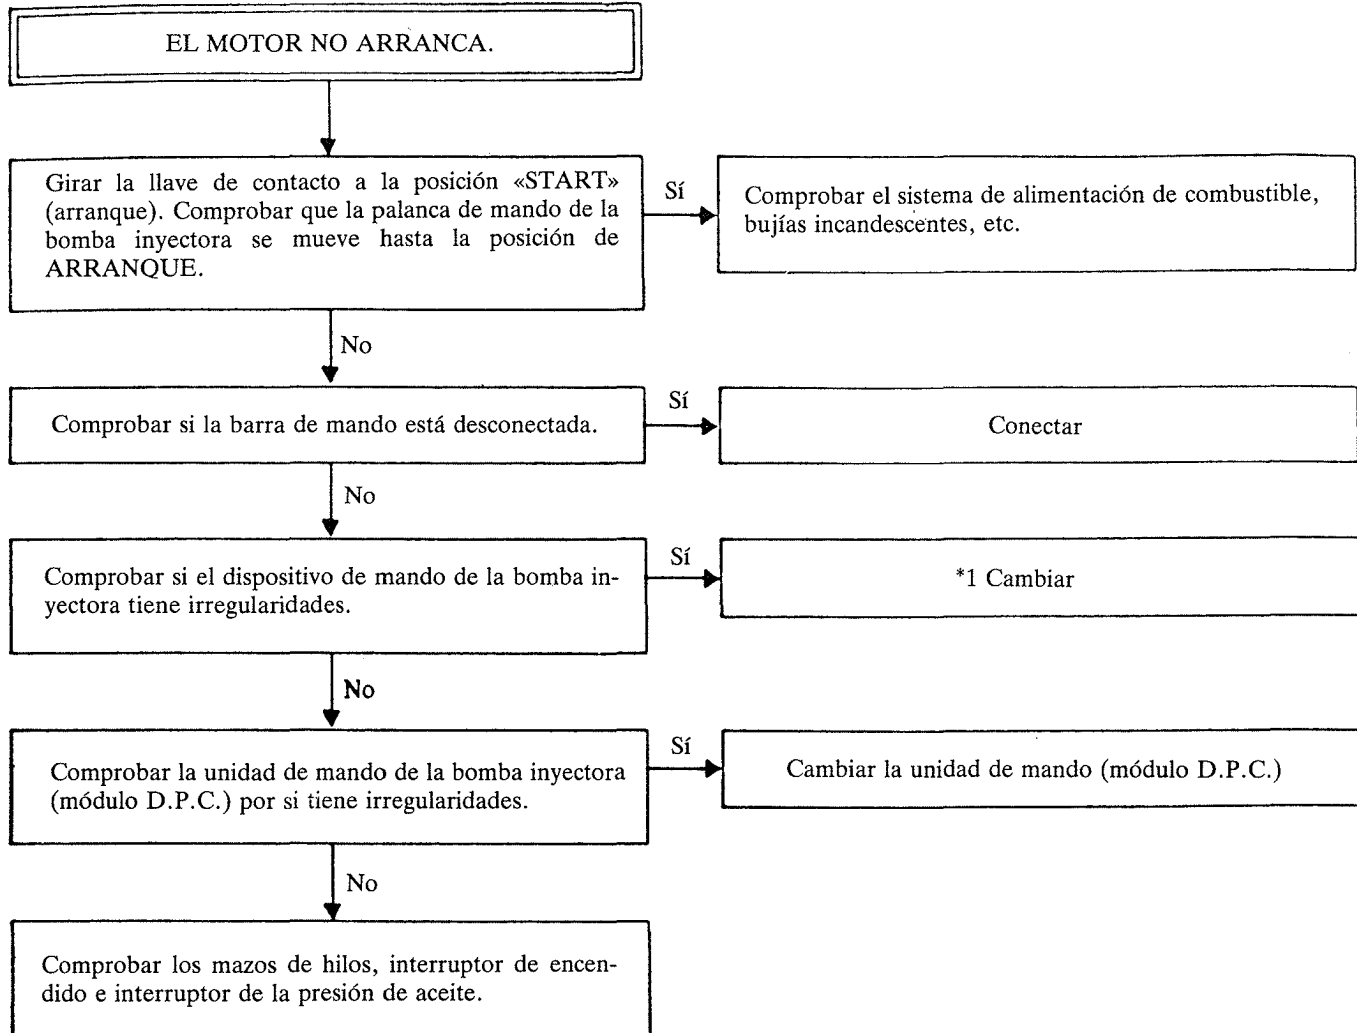 EL MOTOR NO ARRANCA.
Girar la llave de contacto a la posición «START»
(arranque). Comprobar que la palanca de mando de la
bomba inyectora se mueve hasta la posición de
ARRANQUE.
Sí
Comprobar el sistema de alimentación de combustible,
bujías incandescentes, etc.
No
Comprobar si la barra de mando está desconectada.
Sí
Conectar
No
Comprobar si el dispositivo de mando de la bomba in-
yectora tiene irregularidades.
Sí
*1 Cambiar
No
Comprobar la unidad de mando de la bomba inyectora
(módulo D.P.C.) por si tiene irregularidades.
Sí
Cambiar la unidad de mando (módulo D.P.C.)
No
Comprobar los mazos de hilos, interruptor de encen-
dido e interruptor de la presión de aceite.